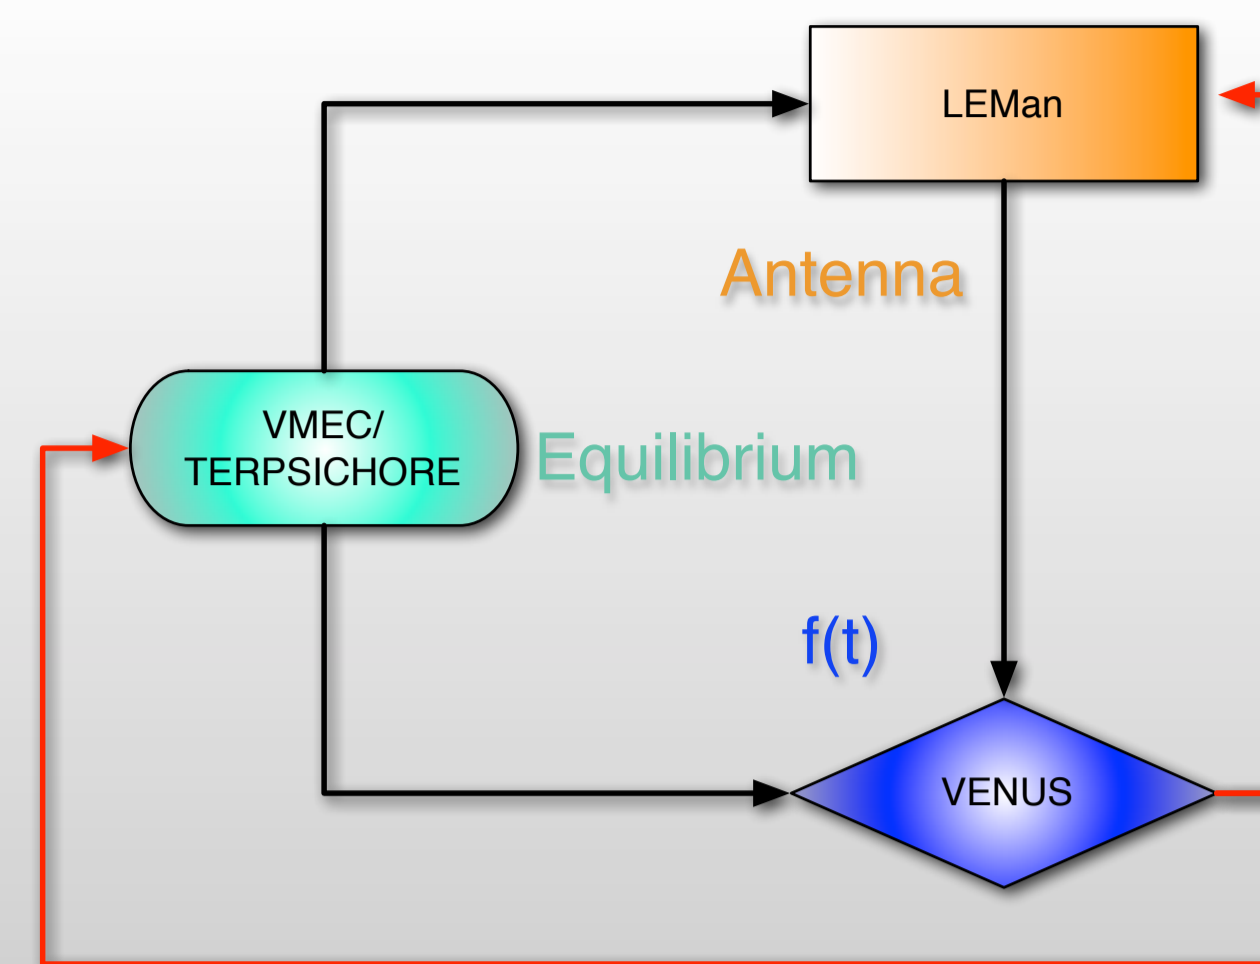 LEMan
Antenna
VMEC/
TERPSICHORE
Equilibrium
f(t)
VENUS